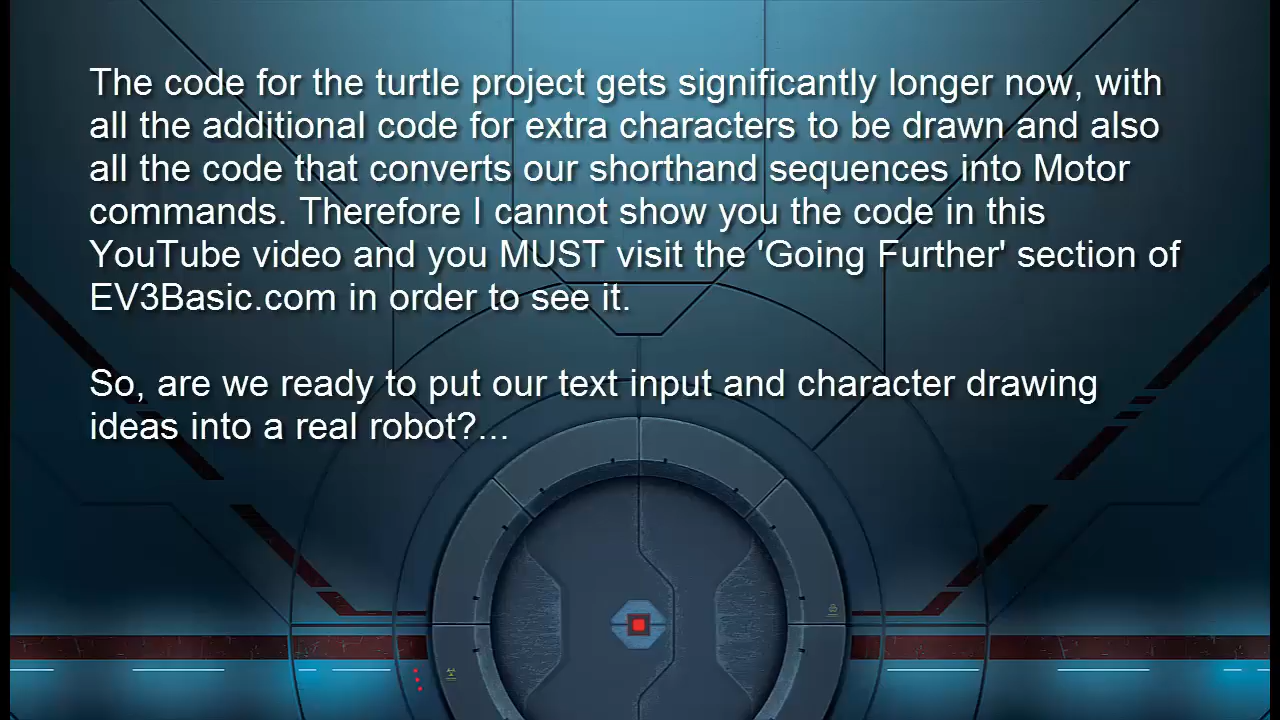 The code for the turtle project gets significantly longer now, with
all the additional code for extra characters to be drawn and also
all the code that converts our shorthand sequences into Motor
commands. Therefore I cannot show you the code in this
YouTube video and you MUST visit the 'Going Further' section of
EV3Basic.com in order to see it.
So, are we ready to put our text input and character drawing
ideas into a real robot?...